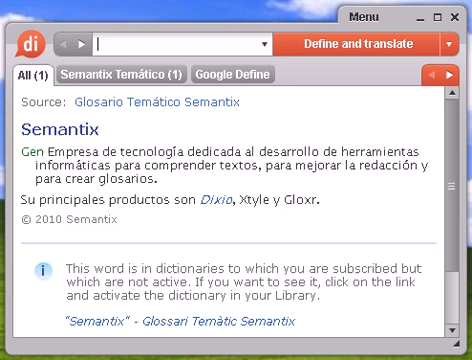 Menu
di
Define and translate
All (1)
Semantix Temático (1)
Google Define
Source: Glosario Temático Semantix
Semantix
Gen Empresa de tecnología dedicada al desarrollo de herramientas
informáticas para comprender textos, para mejorar la redacción y
para crear glosarios.
Su principales productos son Dixio, Xtyle y Gloxr.
© 2010 Semantix
i
This word is in dictionaries to which you are subscribed but
which are not active. If you want to see it, click on the link
and activate the dictionary in your Library.
"Semantix" - Glossari Temàtic Semantix